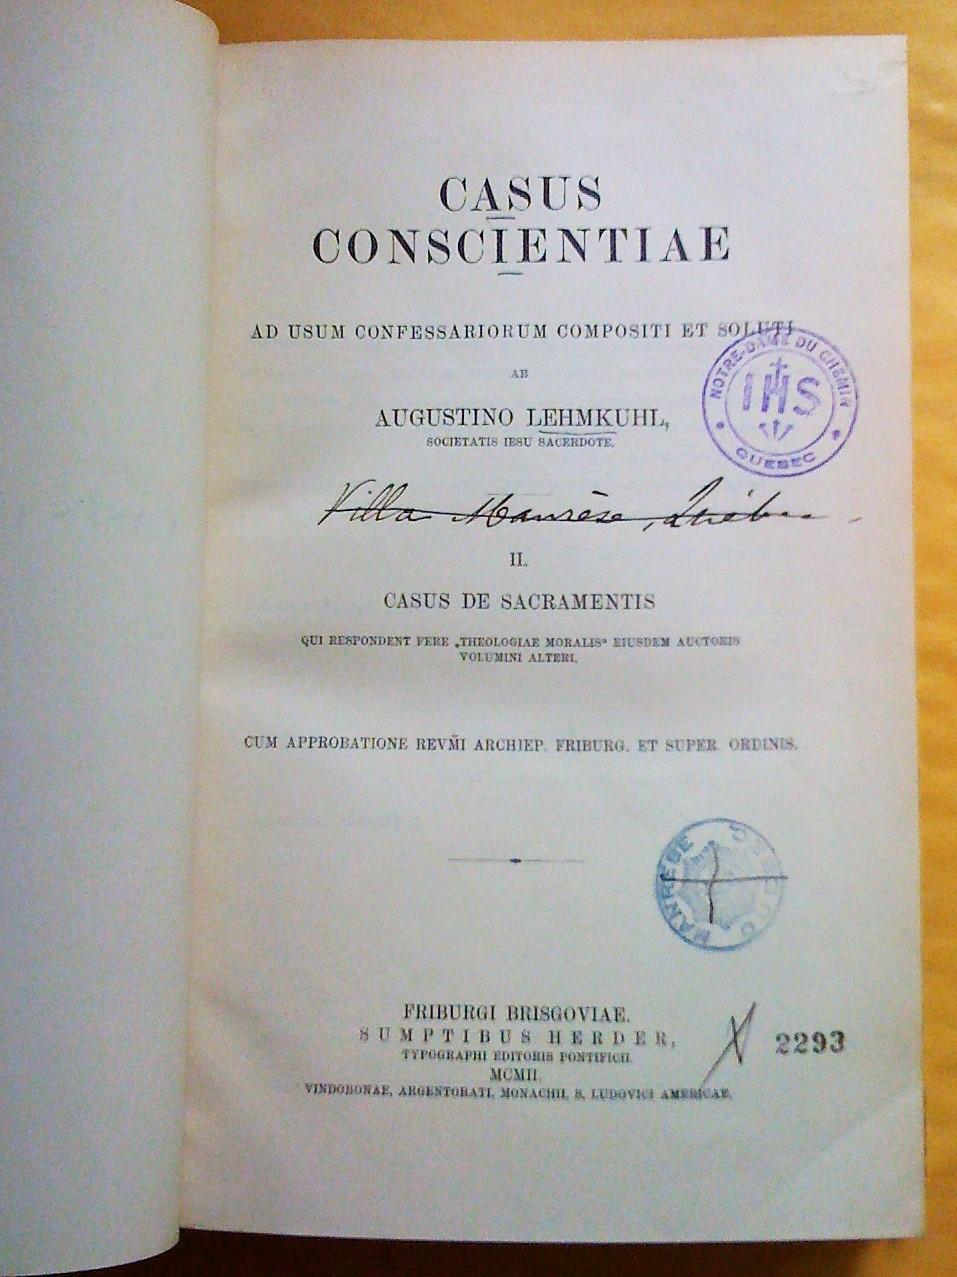 CASUS
CONSCIENTIAE
AD USUM CONFESSARIORUM COMPOSITI ET SOLUTI
AB
AUGUSTINO LEHMKUHL,
SOCIETATIS IESU SACERDOTE.
NOTRE-DAME DU CHEMIN
IHS
QUEBEC
Villa Manrèse, Québec
II.
CASUS DE SACRAMENTIS
QUI RESPONDENT FERE „THEOLOGIAE MORALIS“ EIUSDEM AUCTORIS
VOLUMINI ALTERI.
CUM APPROBATIONE REVM̃I ARCHIEP. FRIBURG. ET SUPER. ORDINIS.
MANRESE QUEBEC
FRIBURGI BRISGOVIAE.
SUMPTIBUS HERDER,
TYPOGRAPHI EDITORIS PONTIFICII.
MCMII.
VINDOBONAE, ARGENTORATI, MONACHII, S. LUDOVICI AMERICAE.
2293